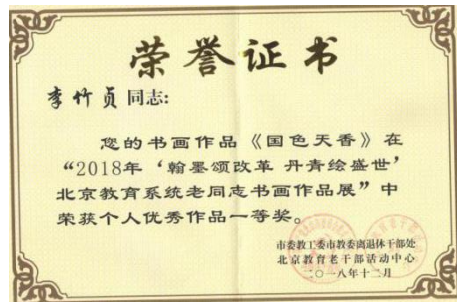 荣誉证书
李竹贞同志:
您的书画作品《国色天香》在
“2018年‘翰墨颂改革 丹青绘盛世’
北京教育系统老同志书画作品展”中
荣获个人优秀作品一等奖。
市委教工委市教委离退休干部处
北京教育老干部活动中心
二〇一八年十二月